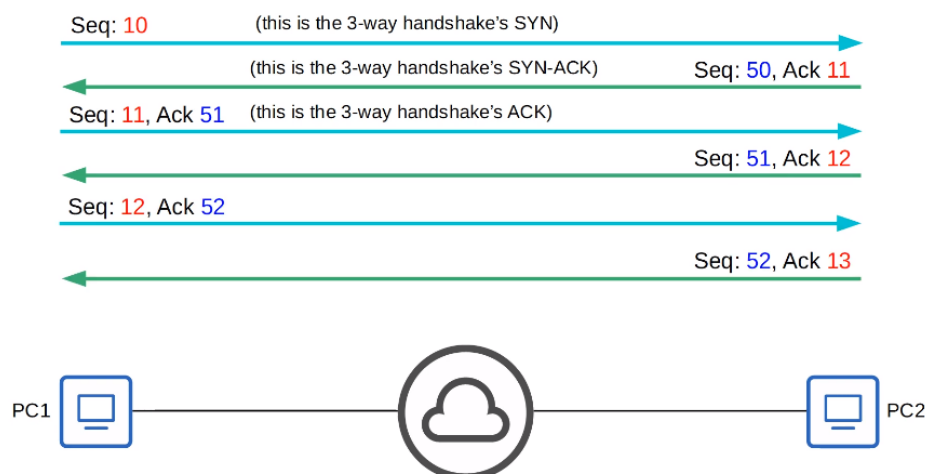 Seq: 10 (this is the 3-way handshake's SYN)
(this is the 3-way handshake's SYN-ACK) Seq: 50, Ack 11
Seq: 11, Ack 51 (this is the 3-way handshake's ACK)
Seq: 51, Ack 12
Seq: 12, Ack 52
Seq: 52, Ack 13
PC1 PC2